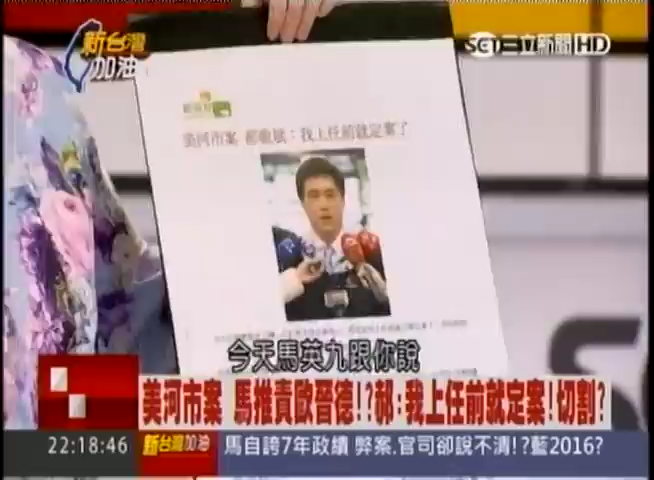 新台灣
加油
SET三立新聞HD
美河市案 郝龍斌：我上任前就定案了
今天馬英九跟你說
美河市案 馬推責歐晉德!?郝:我上任前就定案!切割?
22:18:46
新台灣加油
馬自誇7年政績 弊案.官司卻說不清!?藍2016?